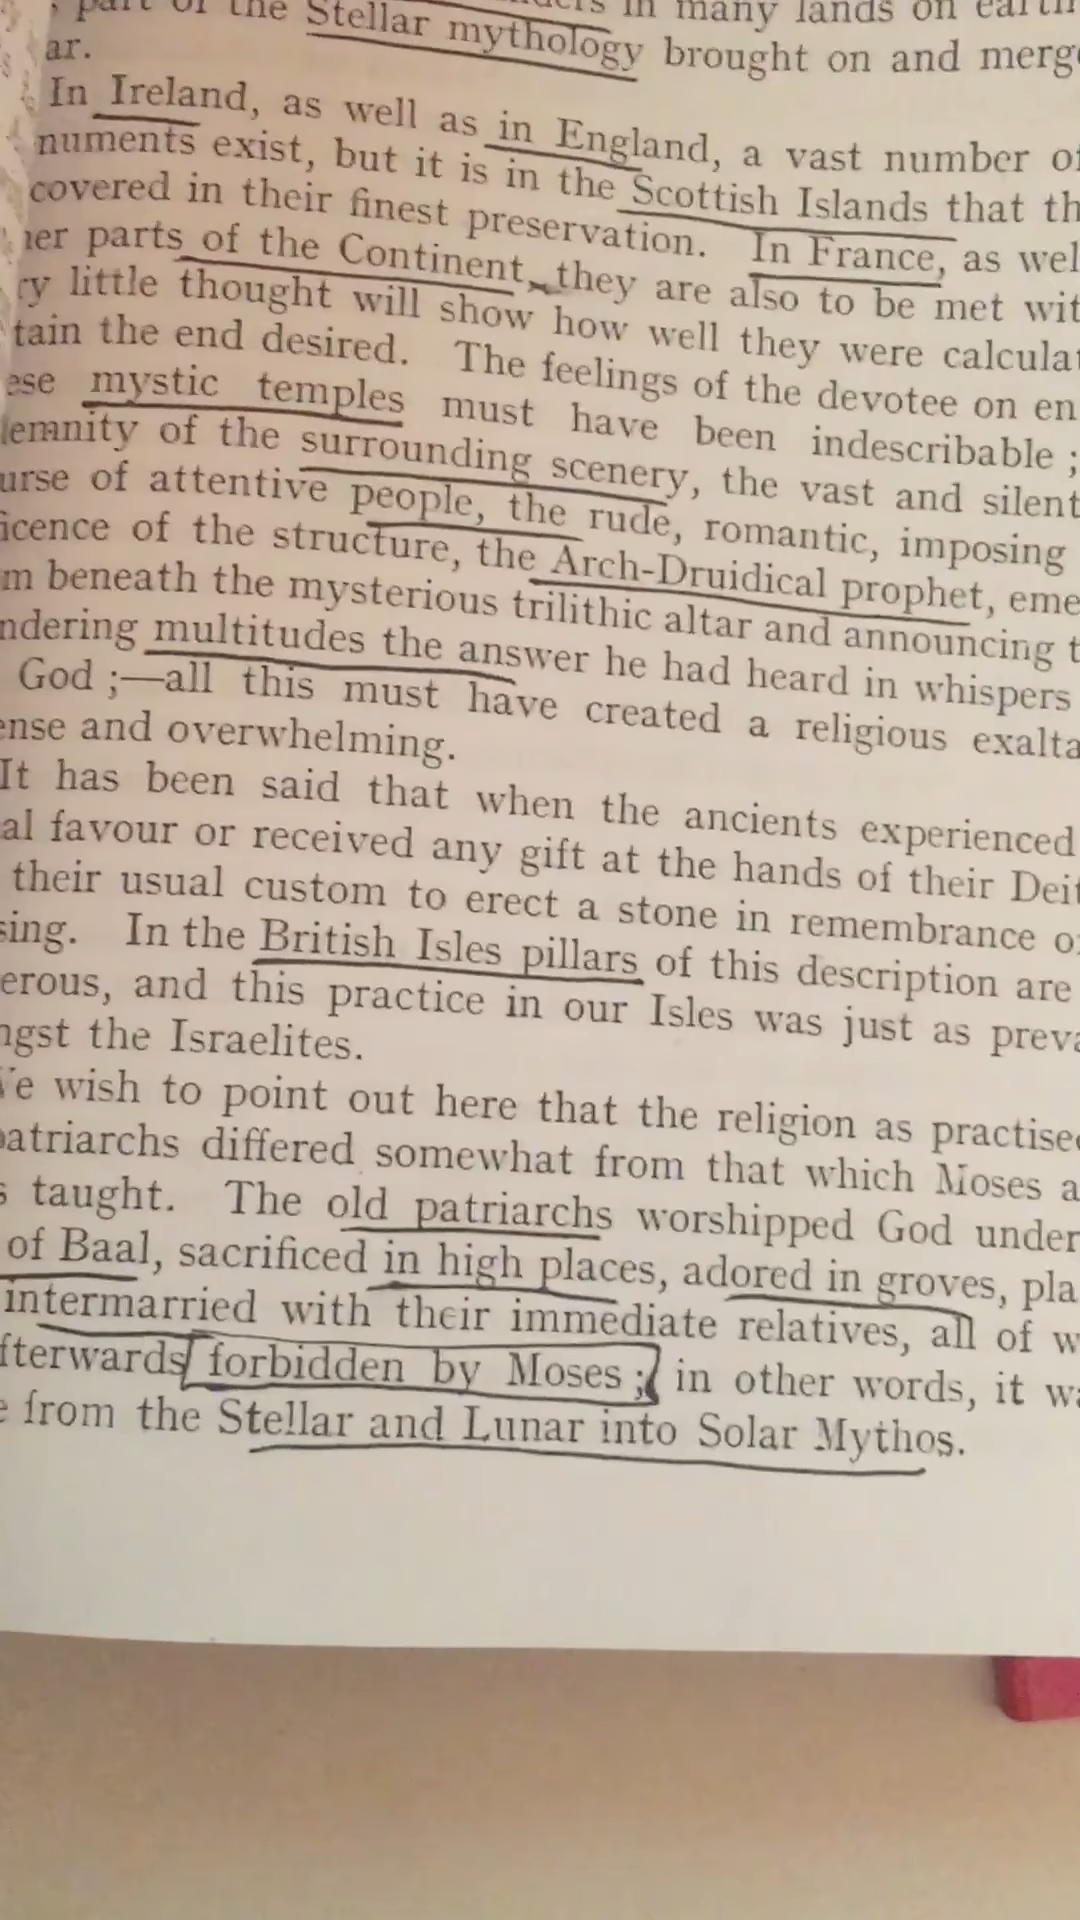 part of the Stellar mythology brought on and merg
ar.
In Ireland, as well as in England, a vast number of
numents exist, but it is in the Scottish Islands that th
covered in their finest preservation. In France, as wel
her parts of the Continent, they are also to be met wit
ry little thought will show how well they were calculat
tain the end desired. The feelings of the devotee on en
ese mystic temples must have been indescribable ;
lemnity of the surrounding scenery, the vast and silent
urse of attentive people, the rude, romantic, imposing
icence of the structure, the Arch-Druidical prophet, eme
m beneath the mysterious trilithic altar and announcing t
ndering multitudes the answer he had heard in whispers
God ;—all this must have created a religious exalta
ense and overwhelming.
It has been said that when the ancients experienced
al favour or received any gift at the hands of their Deit
their usual custom to erect a stone in remembrance of
sing. In the British Isles pillars of this description are
erous, and this practice in our Isles was just as preva
ngst the Israelites.
We wish to point out here that the religion as practised
patriarchs differed somewhat from that which Moses a
s taught. The old patriarchs worshipped God under
of Baal, sacrificed in high places, adored in groves, pla
intermarried with their immediate relatives, all of w
fterwards forbidden by Moses ; in other words, it wa
e from the Stellar and Lunar into Solar Mythos.